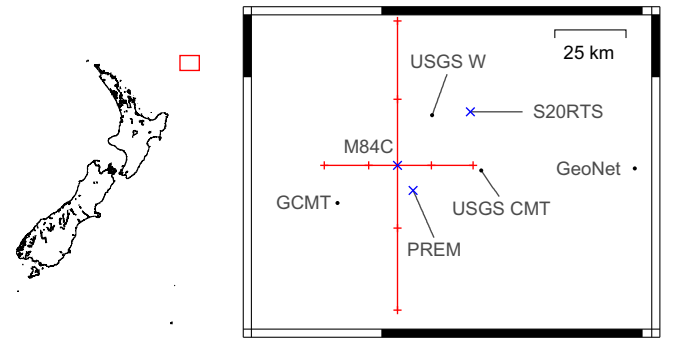 25 km
USGS W
S20RTS
M84C
GeoNet
GCMT
USGS CMT
PREM